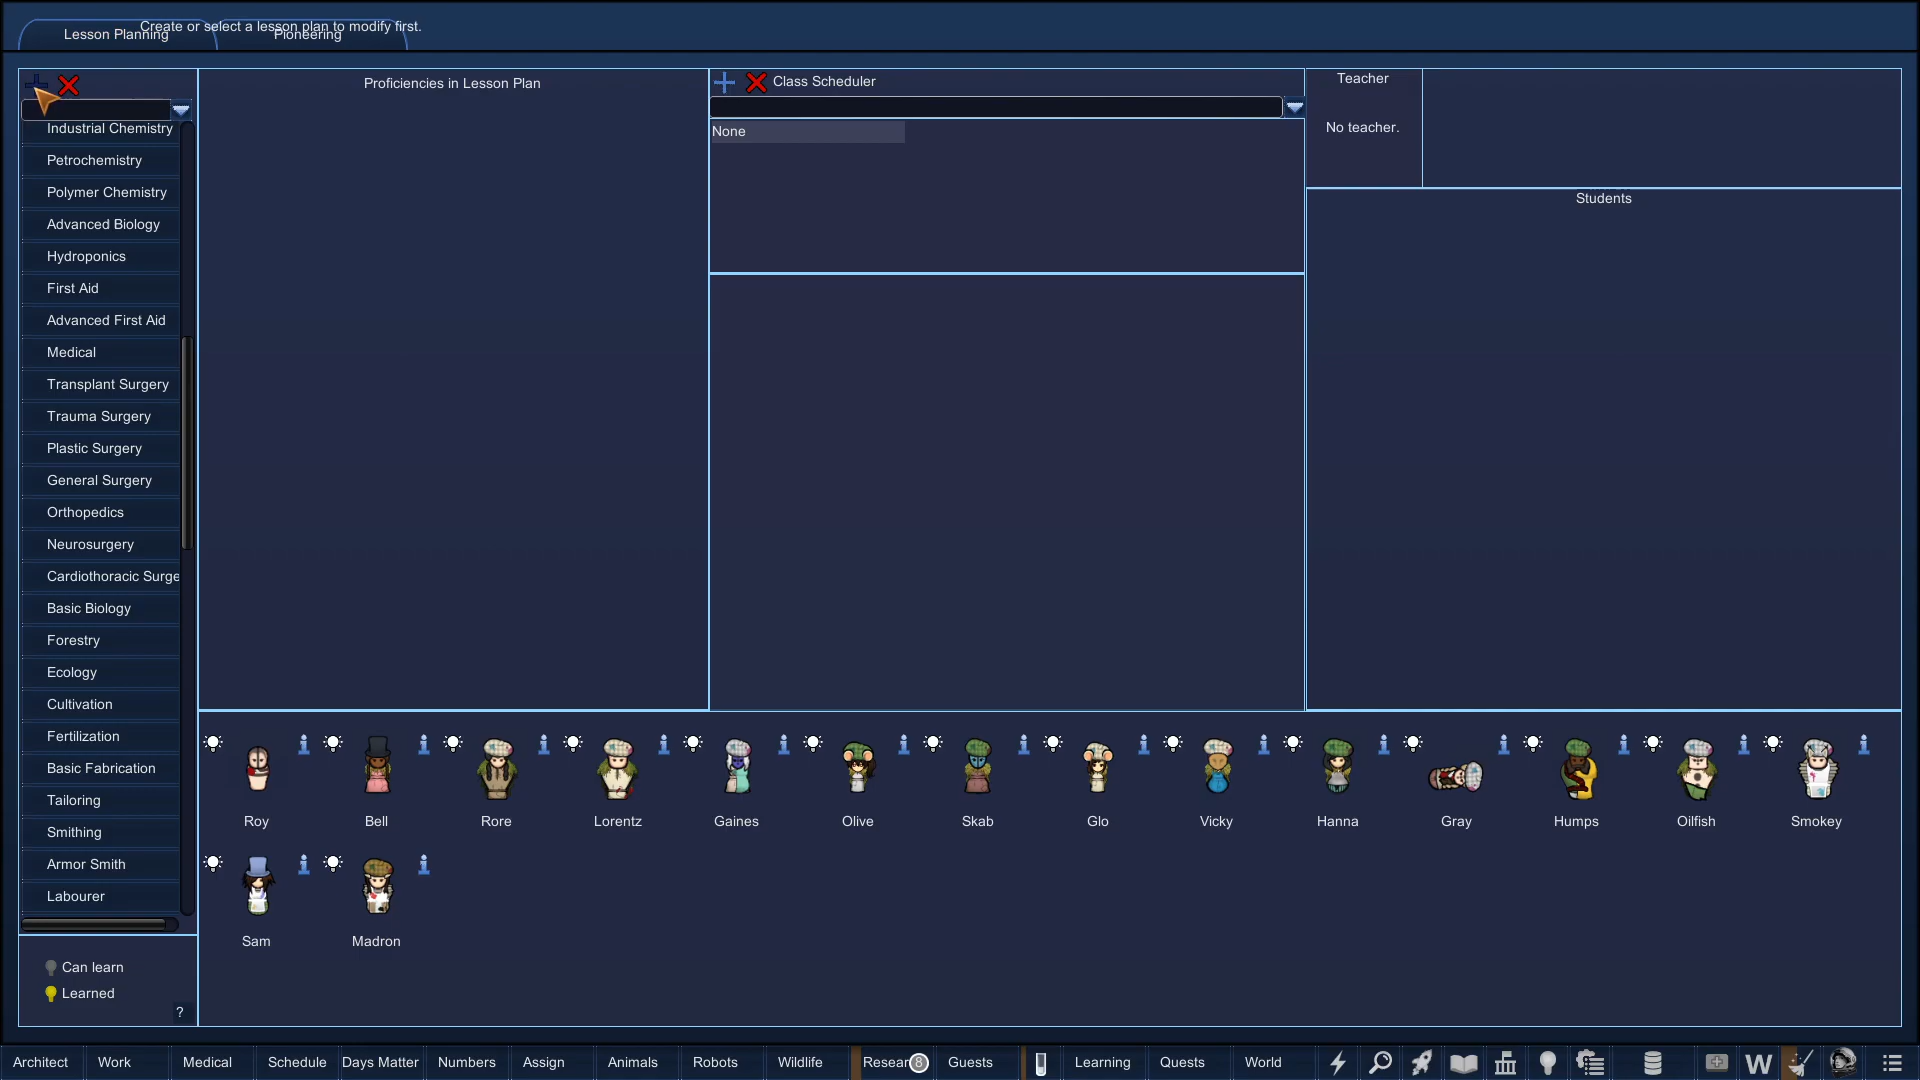 Create or select a lesson plan to modify first.
Lesson Planning
Pioneering
Proficiencies in Lesson Plan
Class Scheduler
Teacher
No teacher.
None
Students
Industrial Chemistry
Petrochemistry
Polymer Chemistry
Advanced Biology
Hydroponics
First Aid
Advanced First Aid
Medical
Transplant Surgery
Trauma Surgery
Plastic Surgery
General Surgery
Orthopedics
Neurosurgery
Cardiothoracic Surge
Basic Biology
Forestry
Ecology
Cultivation
Fertilization
Basic Fabrication
Tailoring
Smithing
Armor Smith
Labourer
Can learn
Learned
?
Roy
Bell
Rore
Lorentz
Gaines
Olive
Skab
Glo
Vicky
Hanna
Gray
Humps
Oilfish
Smokey
Sam
Madron
Architect
Work
Medical
Schedule
Days Matter
Numbers
Assign
Animals
Robots
Wildlife
Resear
8
Guests
Learning
Quests
World
W